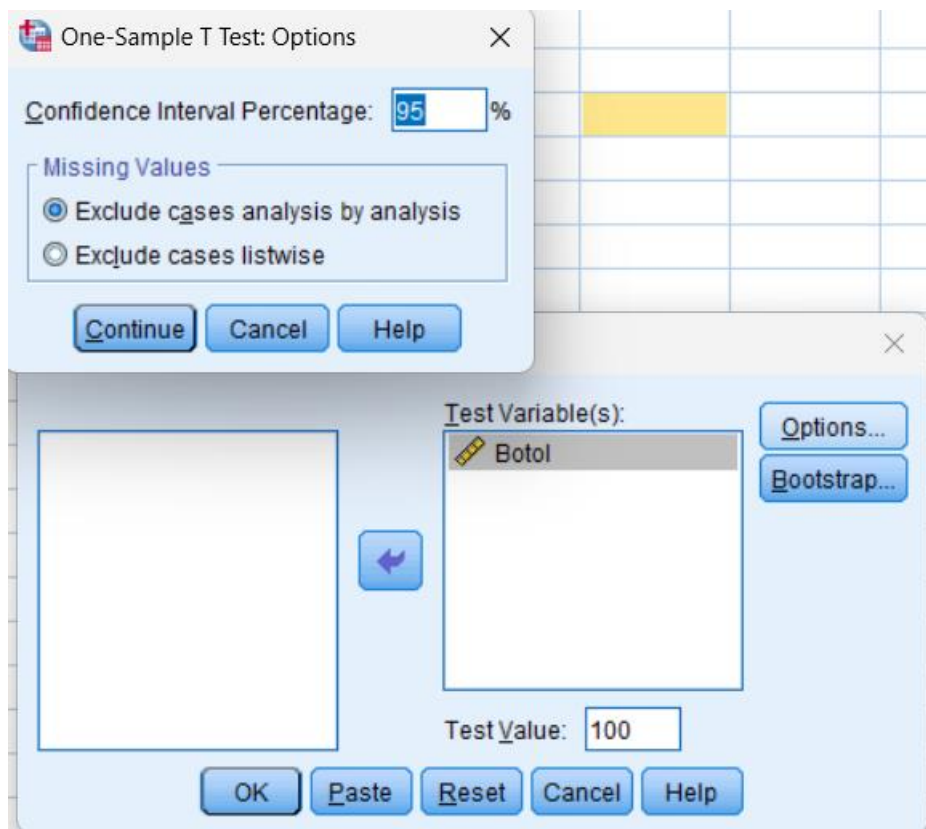 One-Sample T Test: Options
Confidence Interval Percentage: 95 %
Missing Values
Exclude cases analysis by analysis
Exclude cases listwise
Continue Cancel Help
Test Variable(s):
Botol
Options...
Bootstrap...
Test Value: 100
OK Paste Reset Cancel Help